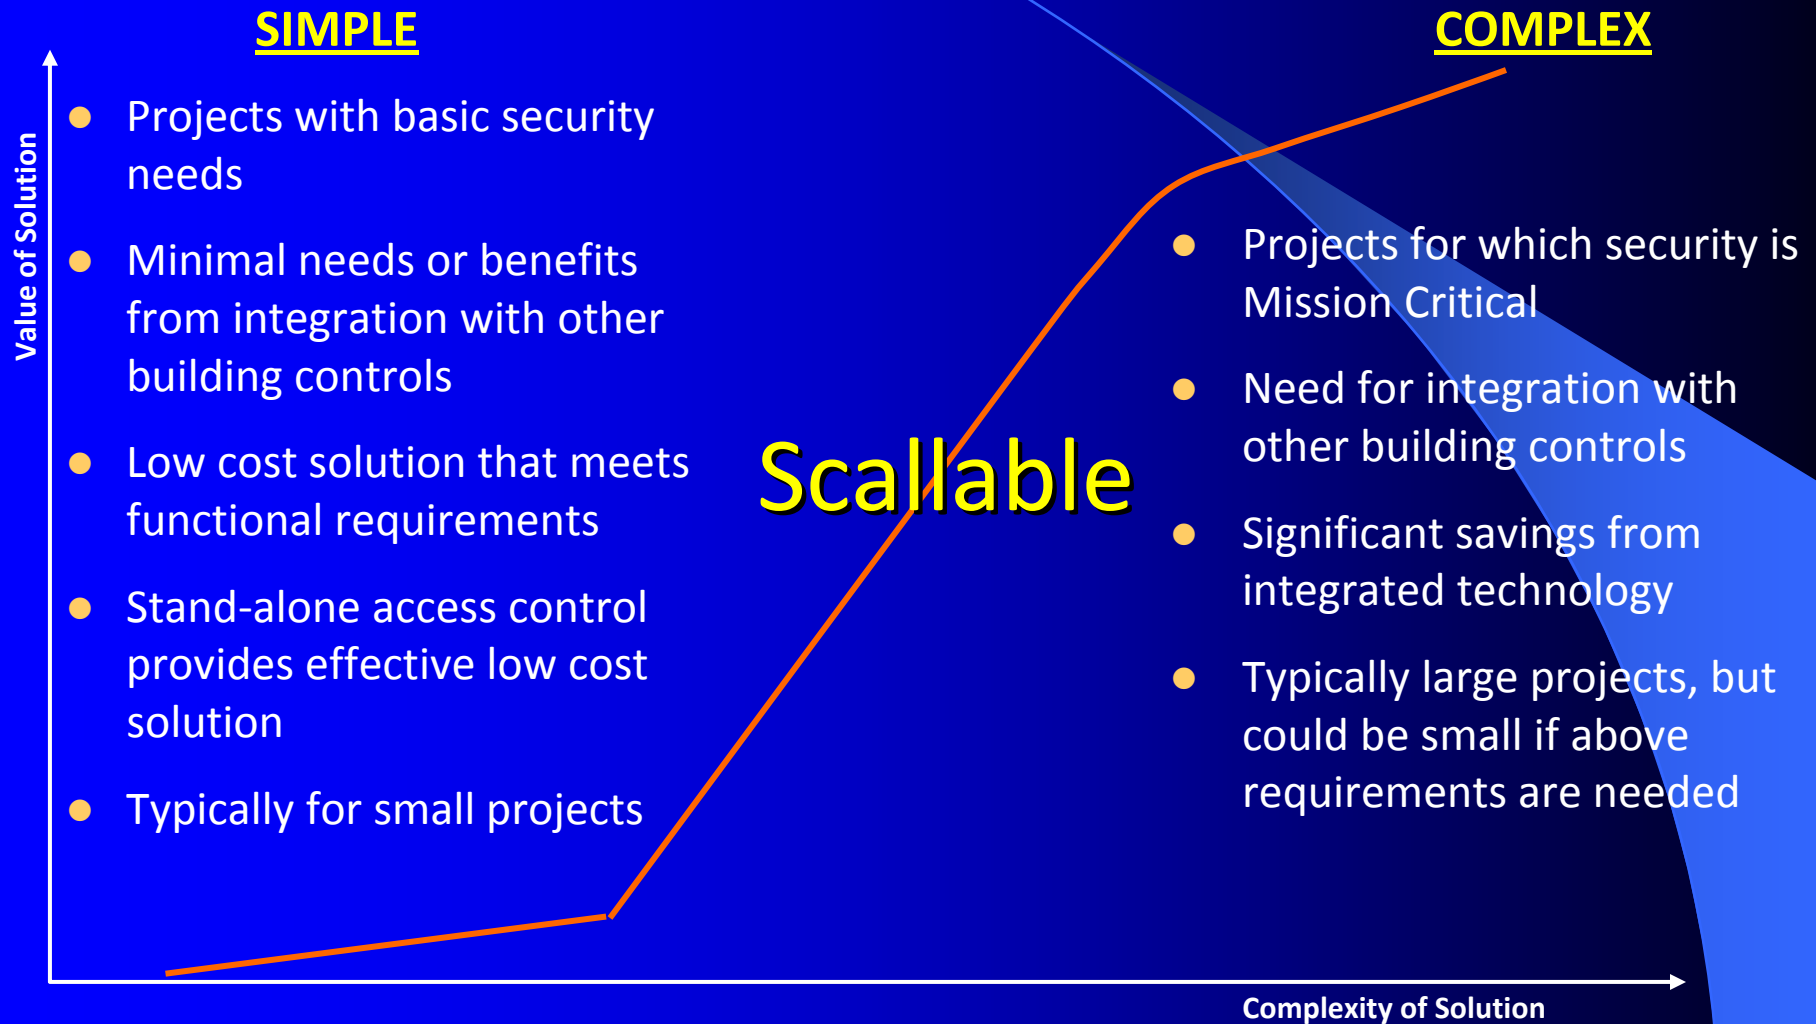 SIMPLE
COMPLEX
Value of Solution
Projects with basic security
needs
Minimal needs or benefits
from integration with other
building controls
Low cost solution that meets
functional requirements
Stand-alone access control
provides effective low cost
solution
Typically for small projects
Scallable
Projects for which security is
Mission Critical
Need for integration with
other building controls
Significant savings from
integrated technology
Typically large projects, but
could be small if above
requirements are needed
Complexity of Solution